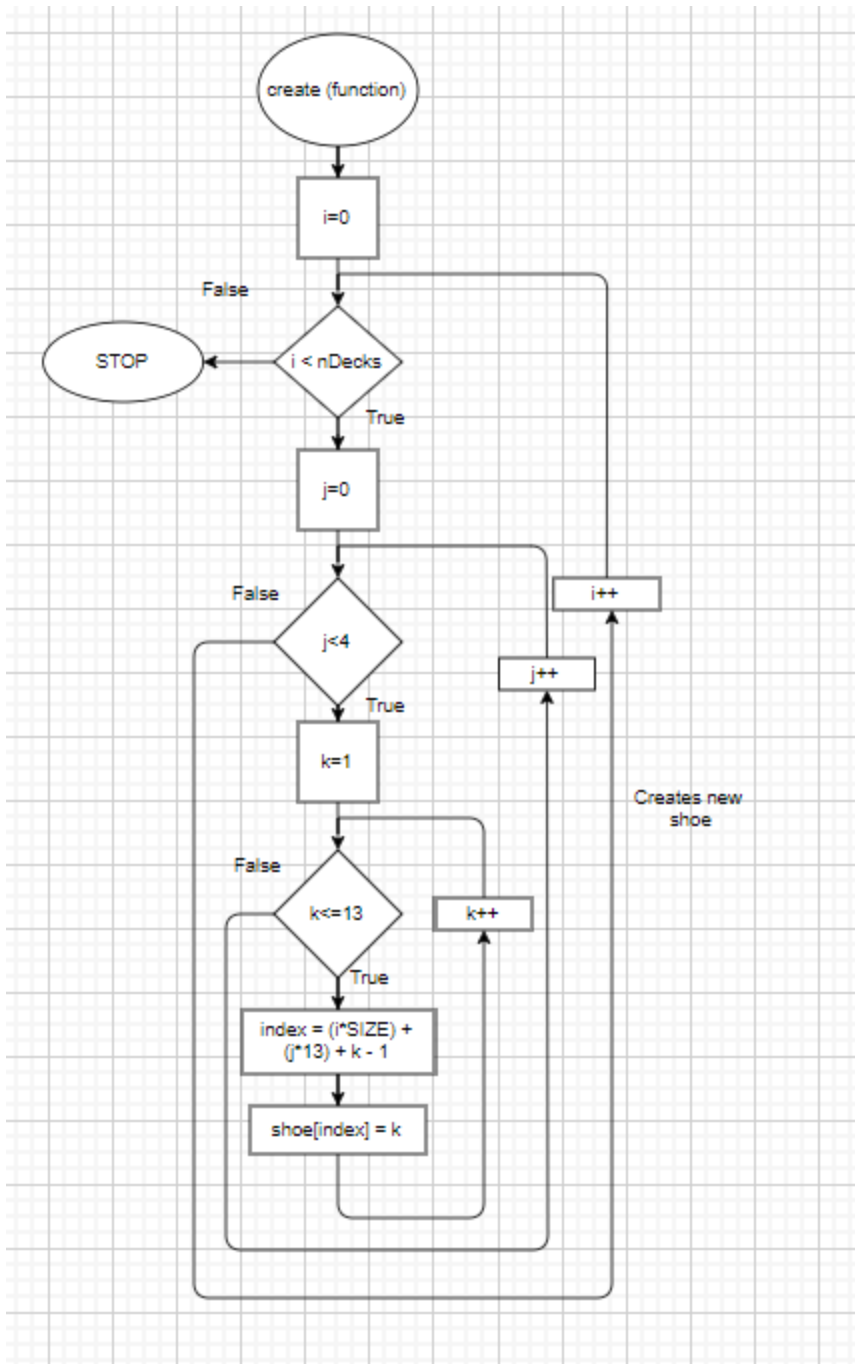 create (function)
i=0
False
i < nDecks
STOP
True
j=0
False
j<4
i++
j++
True
k=1
Creates new
shoe
False
k<=13
k++
True
index = (i*SIZE) +
(j*13) + k - 1
shoe[index] = k